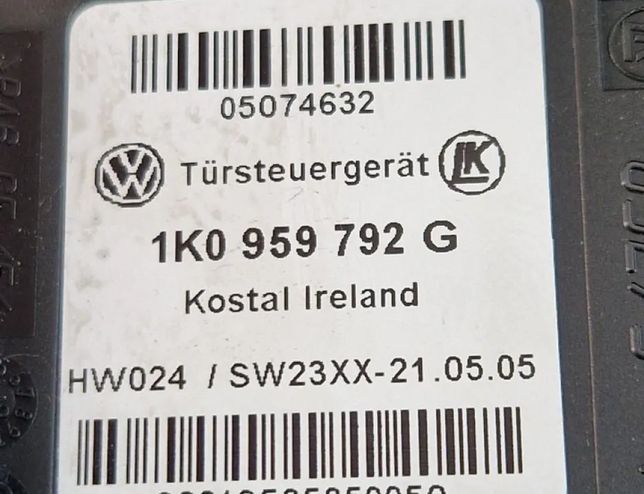 05074632
Türsteuergerät
1K0 959 792 G
Kostal Ireland
HW024 / SW23XX-21.05.05